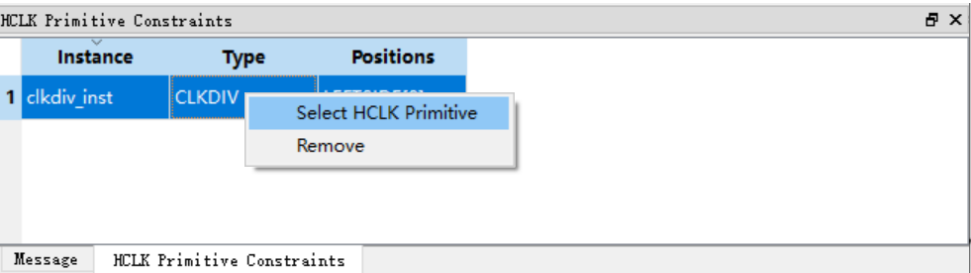 HCLK Primitive Constraints
Instance Type Positions
1 clkdiv_inst CLKDIV
Select HCLK Primitive
Remove
Message HCLK Primitive Constraints